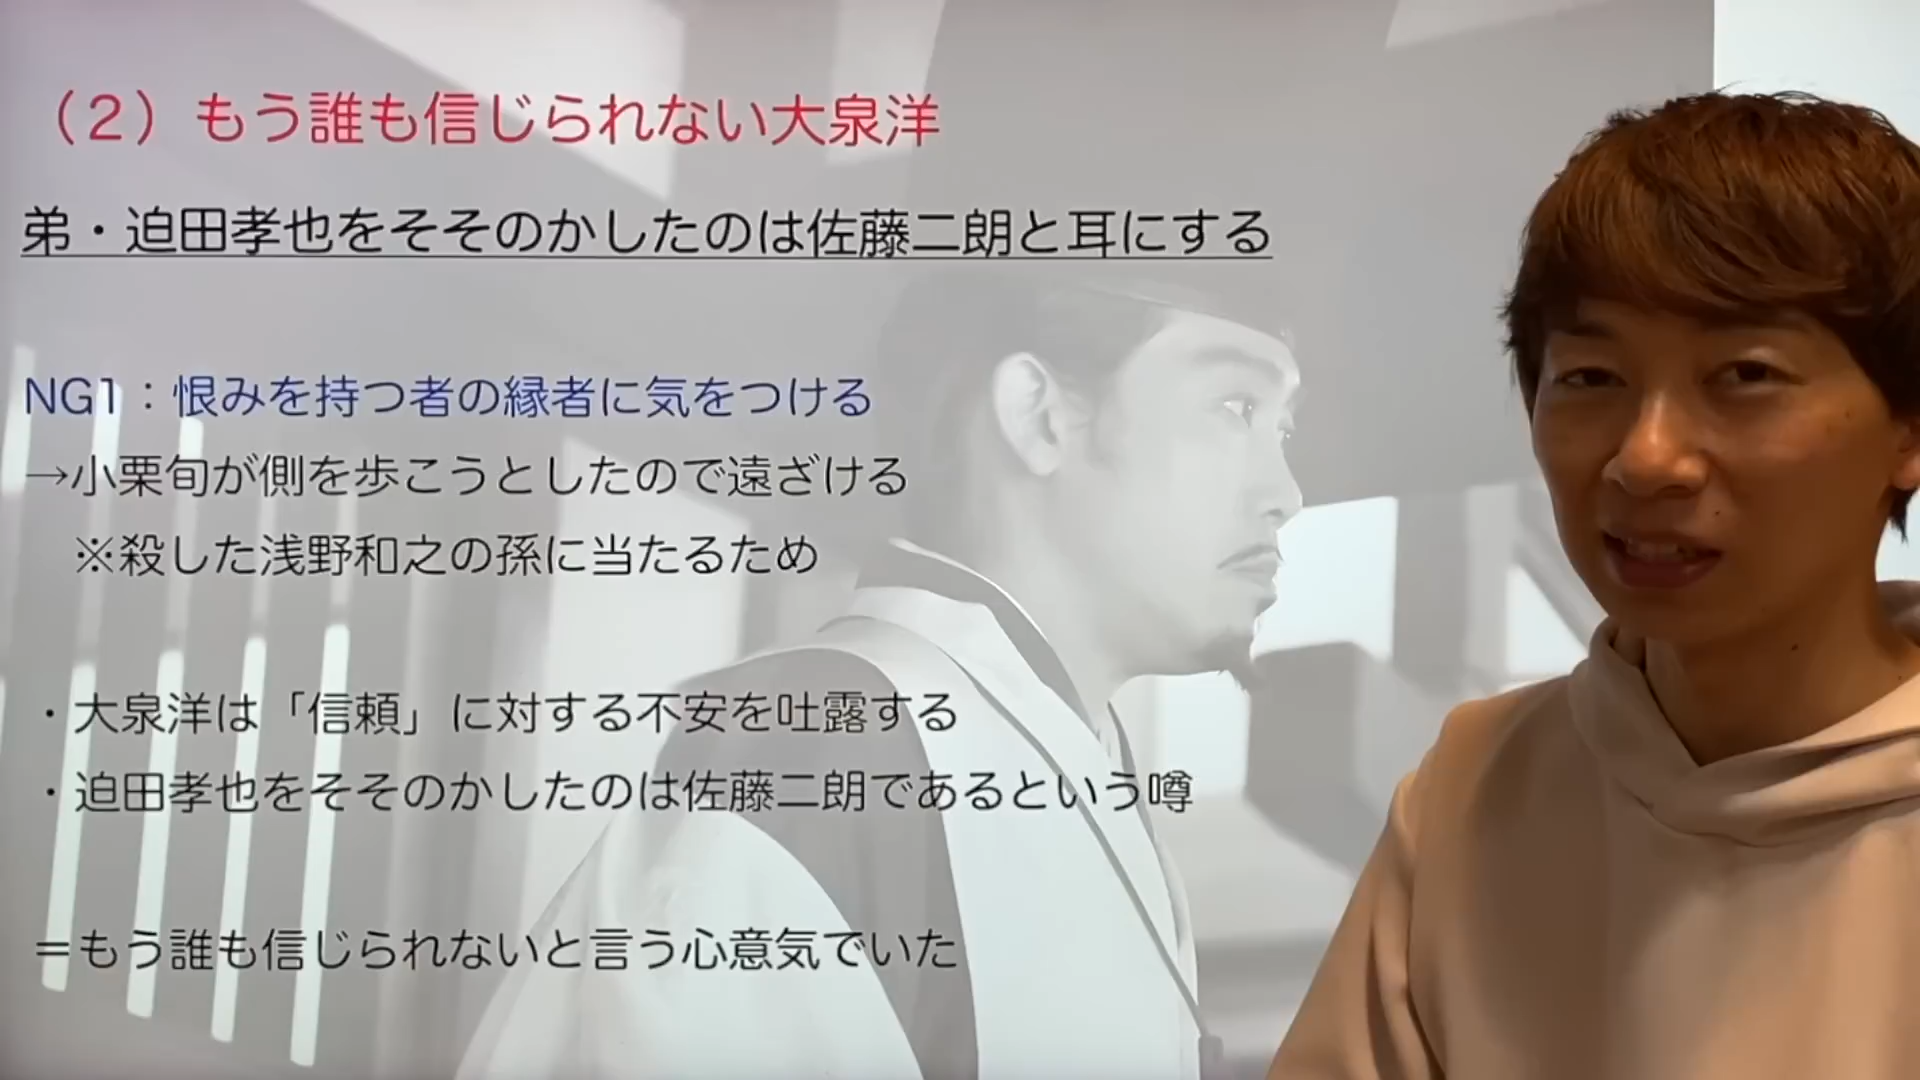 （2）もう誰も信じられない大泉洋
弟・迫田孝也をそそのかしたのは佐藤二朗と耳にする
NG1：恨みを持つ者の縁者に気をつける
→小栗旬が側を歩こうとしたので遠ざける
※殺した浅野和之の孫に当たるため
・大泉洋は「信頼」に対する不安を吐露する
・迫田孝也をそそのかしたのは佐藤二朗であるという噂
＝もう誰も信じられないと言う心意気でいた